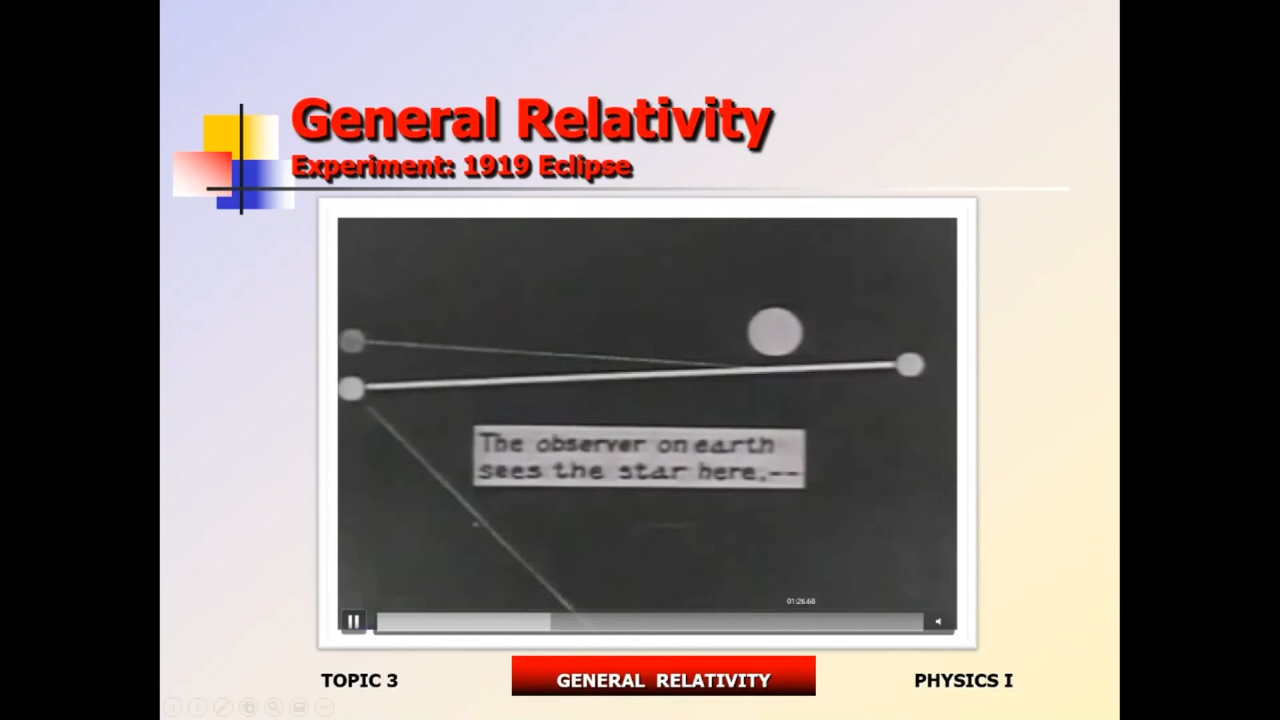 General Relativity
Experiment: 1919 Eclipse
The observer on earth
sees the star here,--
01:26.68
TOPIC 3
GENERAL RELATIVITY
PHYSICS I